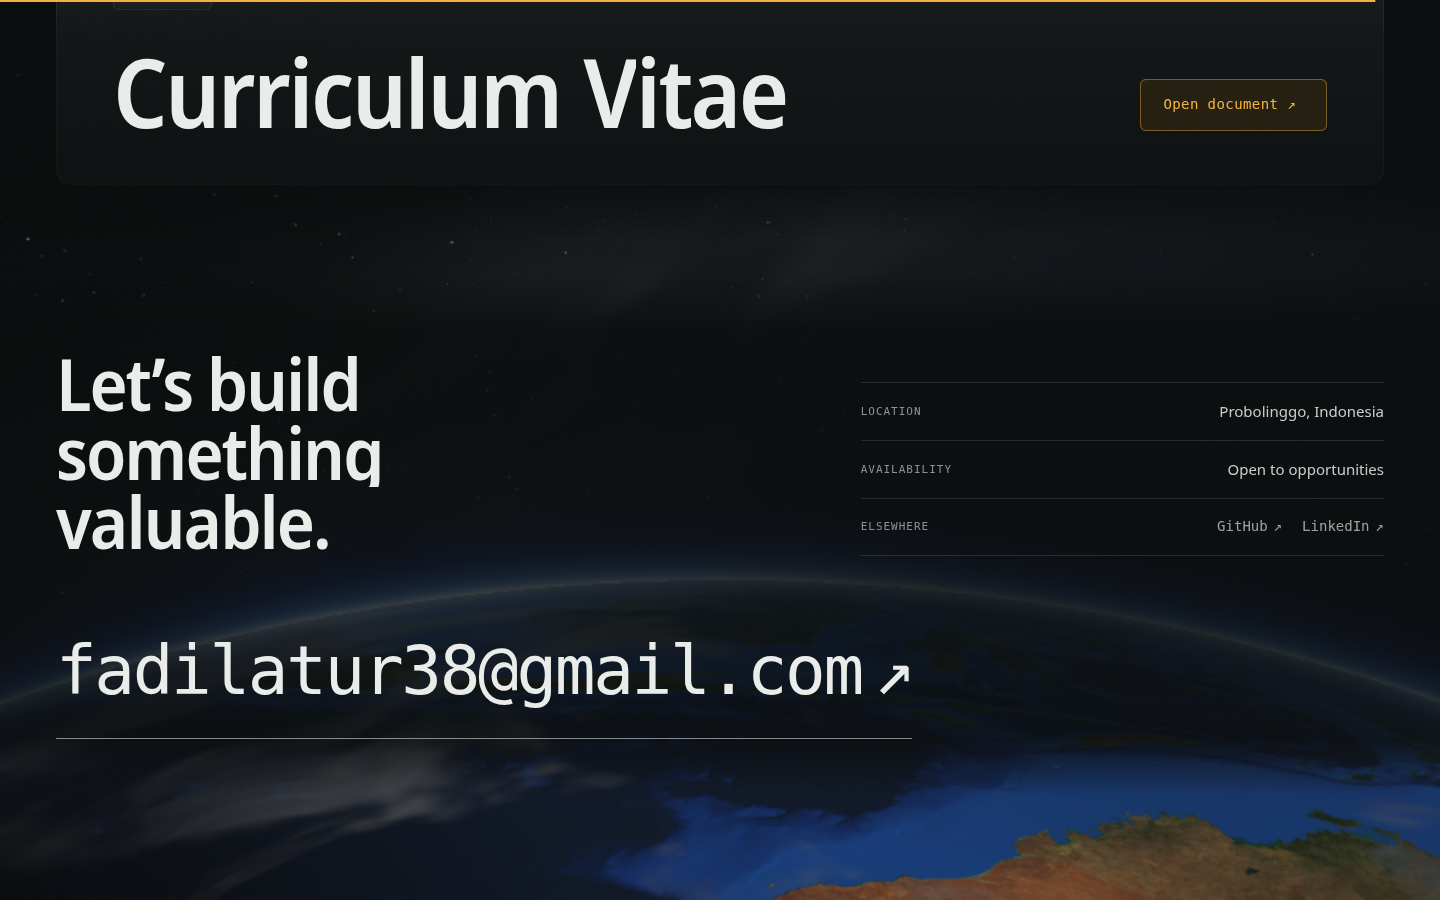 Curriculum Vitae
Open document ↗
Let’s build
something
valuable.
LOCATION Probolinggo, Indonesia
AVAILABILITY Open to opportunities
ELSEWHERE GitHub ↗ LinkedIn ↗
fadilatur38@gmail.com ↗